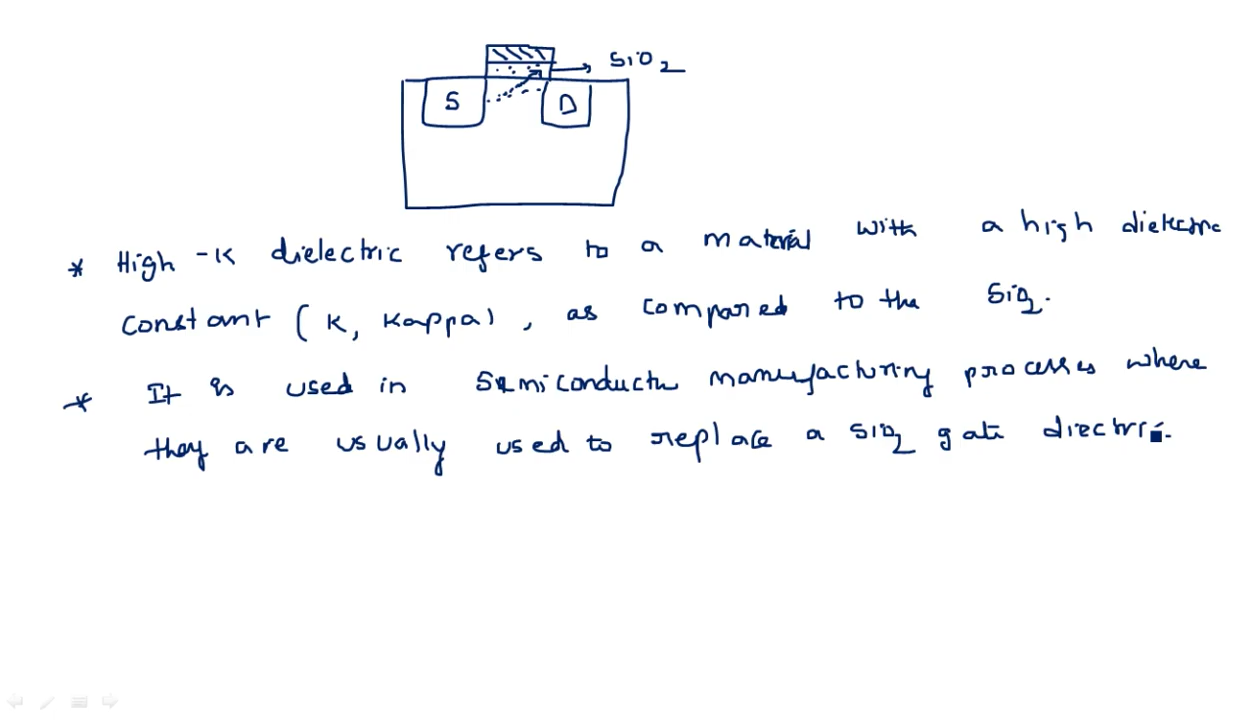 SiO2
S D
* High-K dielectric refers to a material with a high dielectric
constant (K, Kappa), as compared to the SiO2.
* It is used in semiconductor manufacturing processes where
they are usually used to replace a SiO2 gate directric.